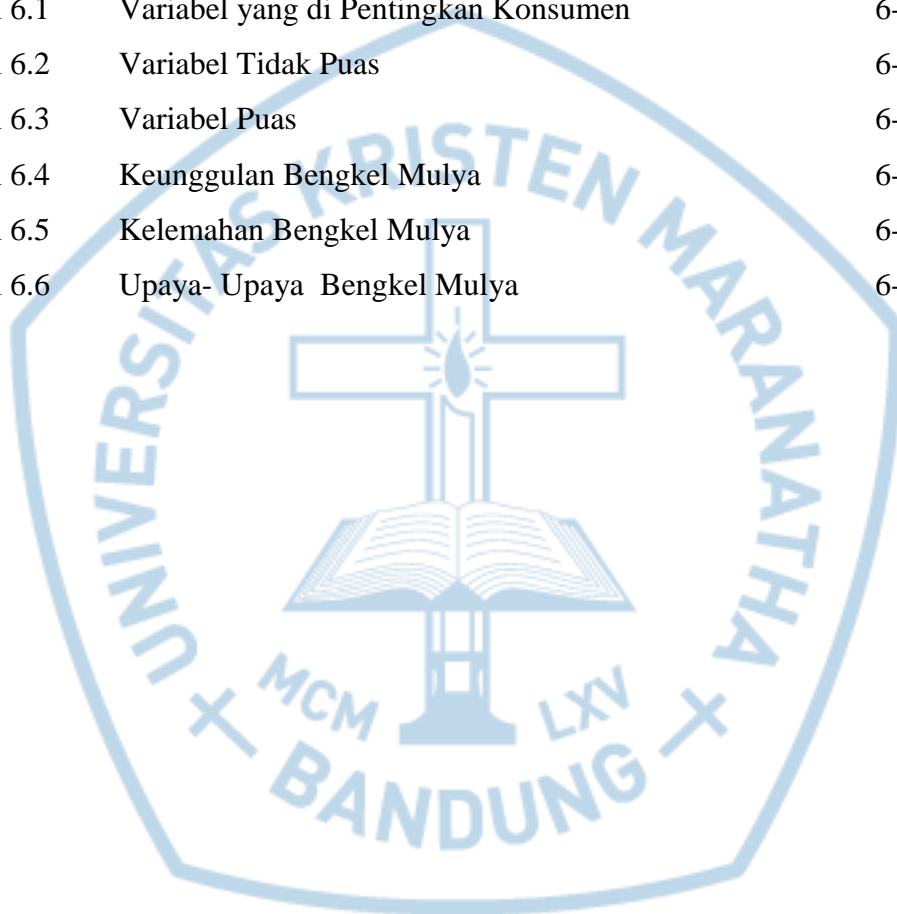 6.1 Variabel yang di Pentingkan Konsumen 6-
6.2 Variabel Tidak Puas 6-
6.3 Variabel Puas 6-
6.4 Keunggulan Bengkel Mulya 6-
6.5 Kelemahan Bengkel Mulya 6-
6.6 Upaya- Upaya Bengkel Mulya 6-
UNIVERSITAS KRISTEN MARANATHA
MCM LXV
BANDUNG